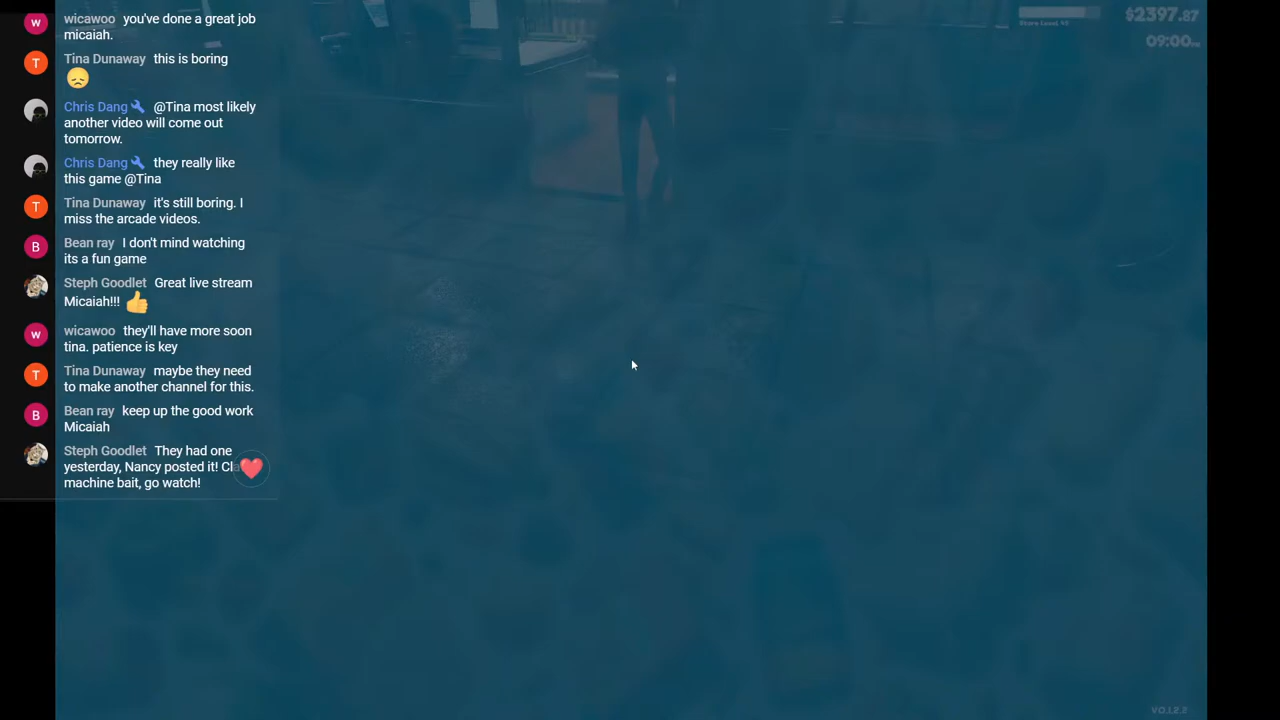 wicawoo you've done a great job
micaiah.
Tina Dunaway this is boring
Chris Dang @Tina most likely
another video will come out
tomorrow.
Chris Dang they really like
this game @Tina
Tina Dunaway it's still boring. I
miss the arcade videos.
Bean ray I don't mind watching
its a fun game
Steph Goodlet Great live stream
Micaiah!!!
wicawoo they'll have more soon
tina. patience is key
Tina Dunaway maybe they need
to make another channel for this.
Bean ray keep up the good work
Micaiah
Steph Goodlet They had one
yesterday, Nancy posted it!
machine bait, go watch!
W
T
T
B
W
T
B
$2397.87
09:00
V0.1.2.2